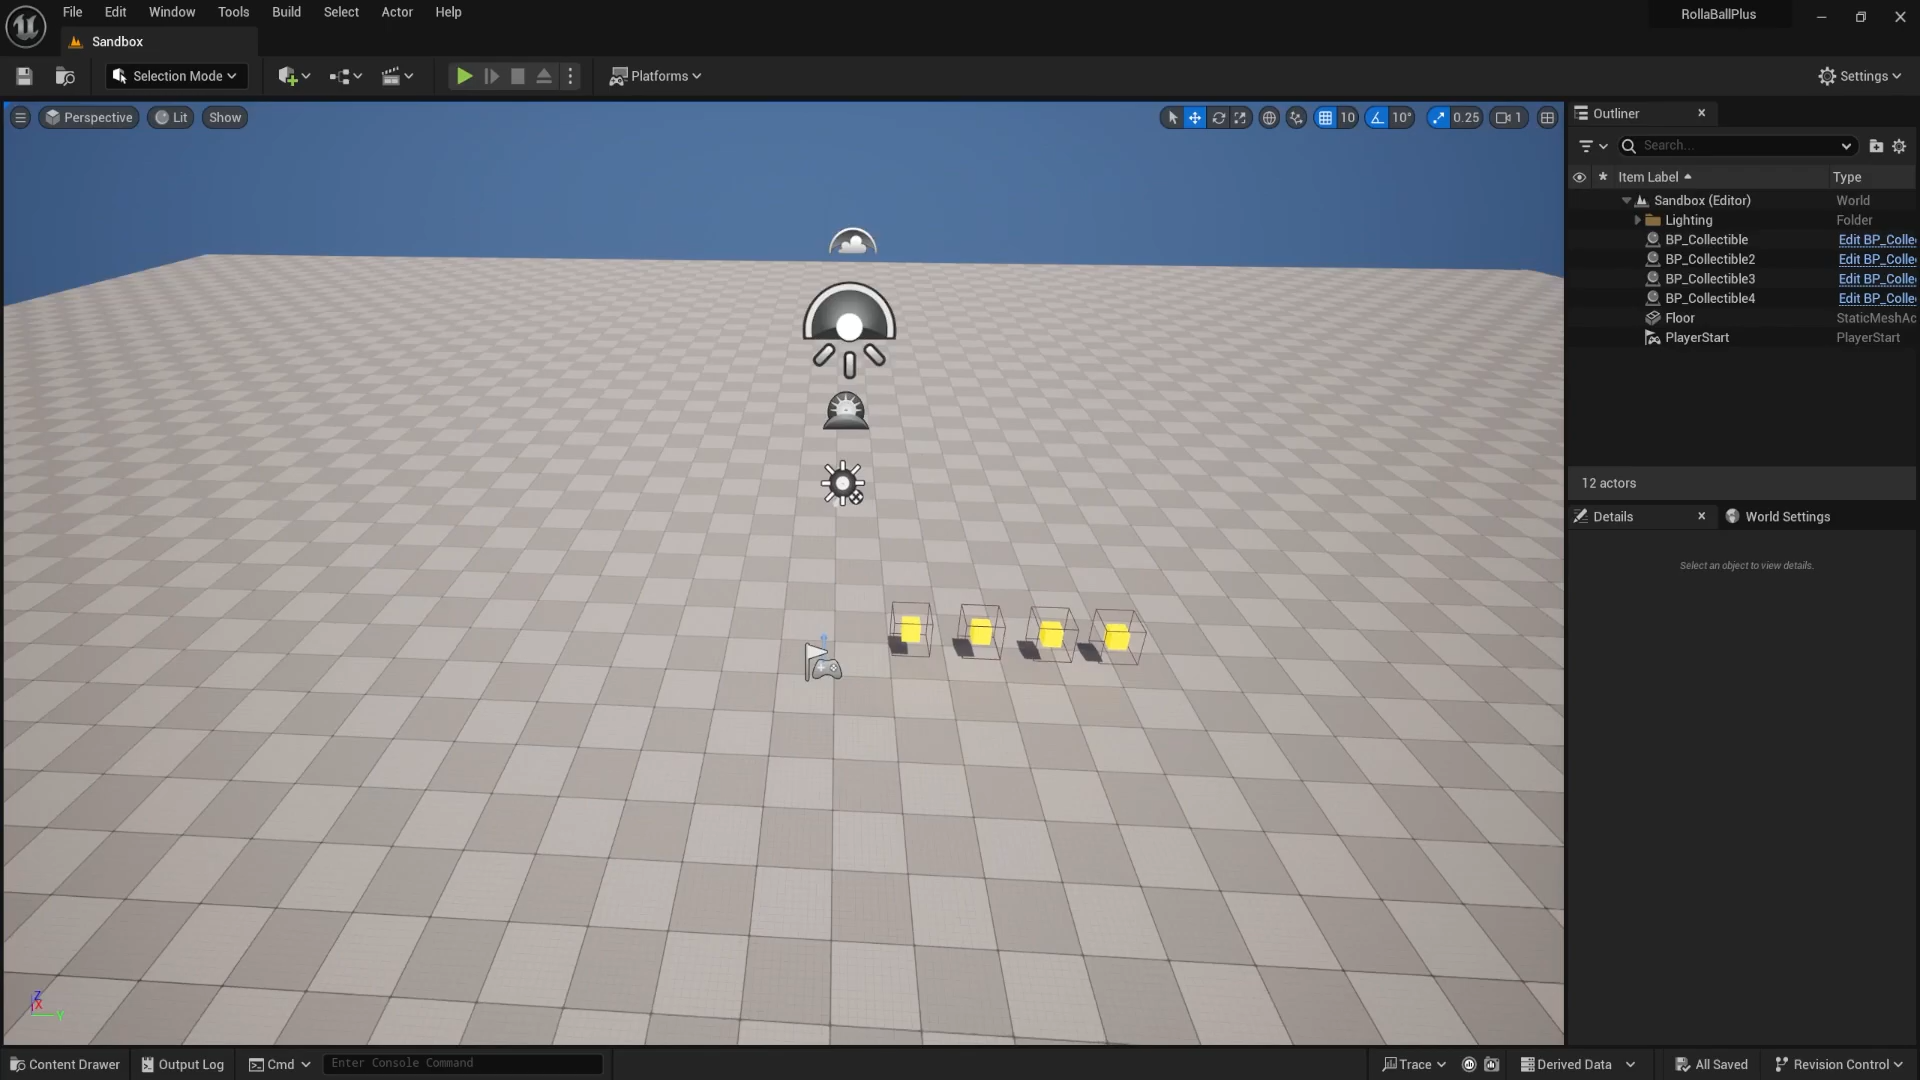 File Edit Window Tools Build Select Actor Help
RollaBallPlus
Sandbox
Selection Mode
Platforms
Settings
Perspective
Lit
Show
10
10°
0.25
1
Outliner
Search...
Item Label
Type
Sandbox (Editor)
World
Lighting
Folder
BP_Collectible
Edit BP_Colle
BP_Collectible2
Edit BP_Colle
BP_Collectible3
Edit BP_Colle
BP_Collectible4
Edit BP_Colle
Floor
StaticMeshAc
PlayerStart
PlayerStart
12 actors
Details
World Settings
Select an object to view details.
Z
X
Y
Content Drawer
Output Log
Cmd
Enter Console Command
Trace
Derived Data
All Saved
Revision Control